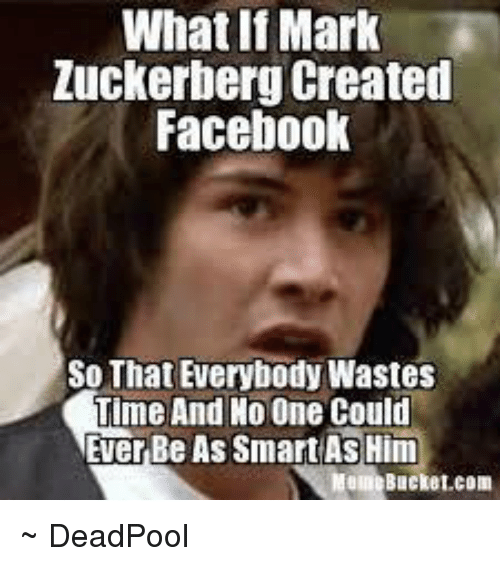 What If Mark
Zuckerberg Created
Facebook
So That Everybody Wastes
Time And No One Could
Ever Be As Smart As Him
MemeBucket.com
~ DeadPool